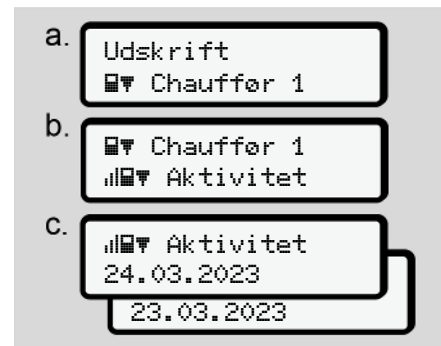 a.
Udskrift
Chauffør 1
b.
Chauffør 1
Aktivitet
c.
Aktivitet
24.03.2023
23.03.2023